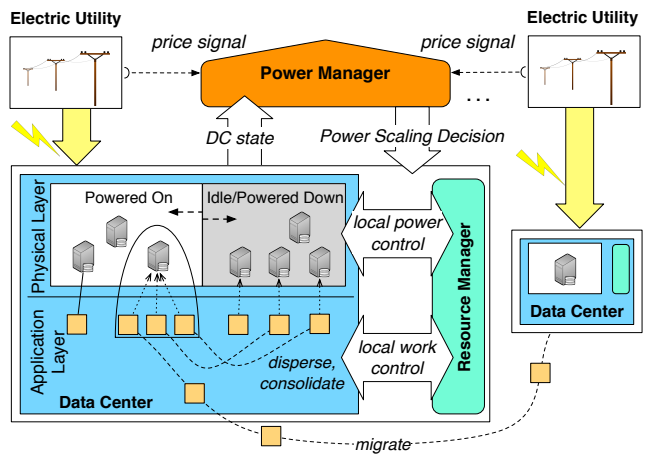 Electric Utility
Electric Utility
price signal
price signal
Power Manager
...
DC state
Power Scaling Decision
Physical Layer
Powered On
Idle/Powered Down
local power
control
Resource Manager
Data Center
Application
Layer
disperse,
consolidate
local work
control
Data Center
migrate